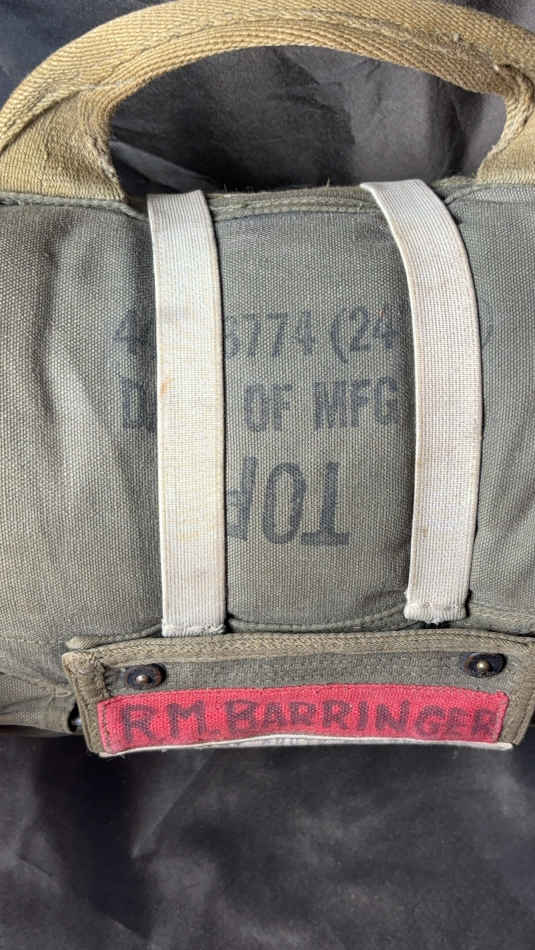 6774 (24
OF MFG
TOP
R.M. BARRINGER